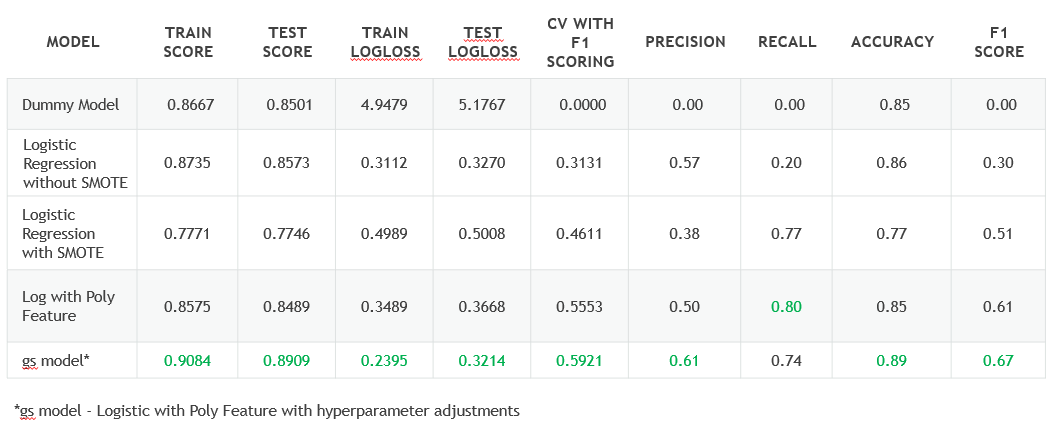 MODEL TRAIN SCORE TEST SCORE TRAIN LOGLOSS TEST LOGLOSS CV WITH F1 SCORING PRECISION RECALL ACCURACY F1 SCORE
Dummy Model 0.8667 0.8501 4.9479 5.1767 0.0000 0.00 0.00 0.85 0.00
Logistic Regression without SMOTE 0.8735 0.8573 0.3112 0.3270 0.3131 0.57 0.20 0.86 0.30
Logistic Regression with SMOTE 0.7771 0.7746 0.4989 0.5008 0.4611 0.38 0.77 0.77 0.51
Log with Poly Feature 0.8575 0.8489 0.3489 0.3668 0.5553 0.50 0.80 0.85 0.61
gs model* 0.9084 0.8909 0.2395 0.3214 0.5921 0.61 0.74 0.89 0.67
*gs model - Logistic with Poly Feature with hyperparameter adjustments